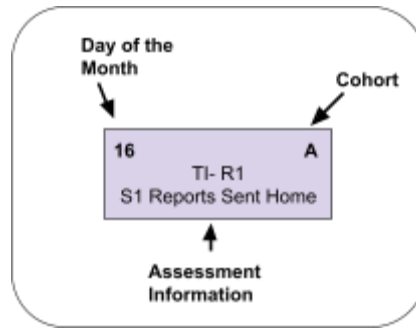 Day of the
Month
Cohort
16 A
TI- R1
S1 Reports Sent Home
Assessment
Information